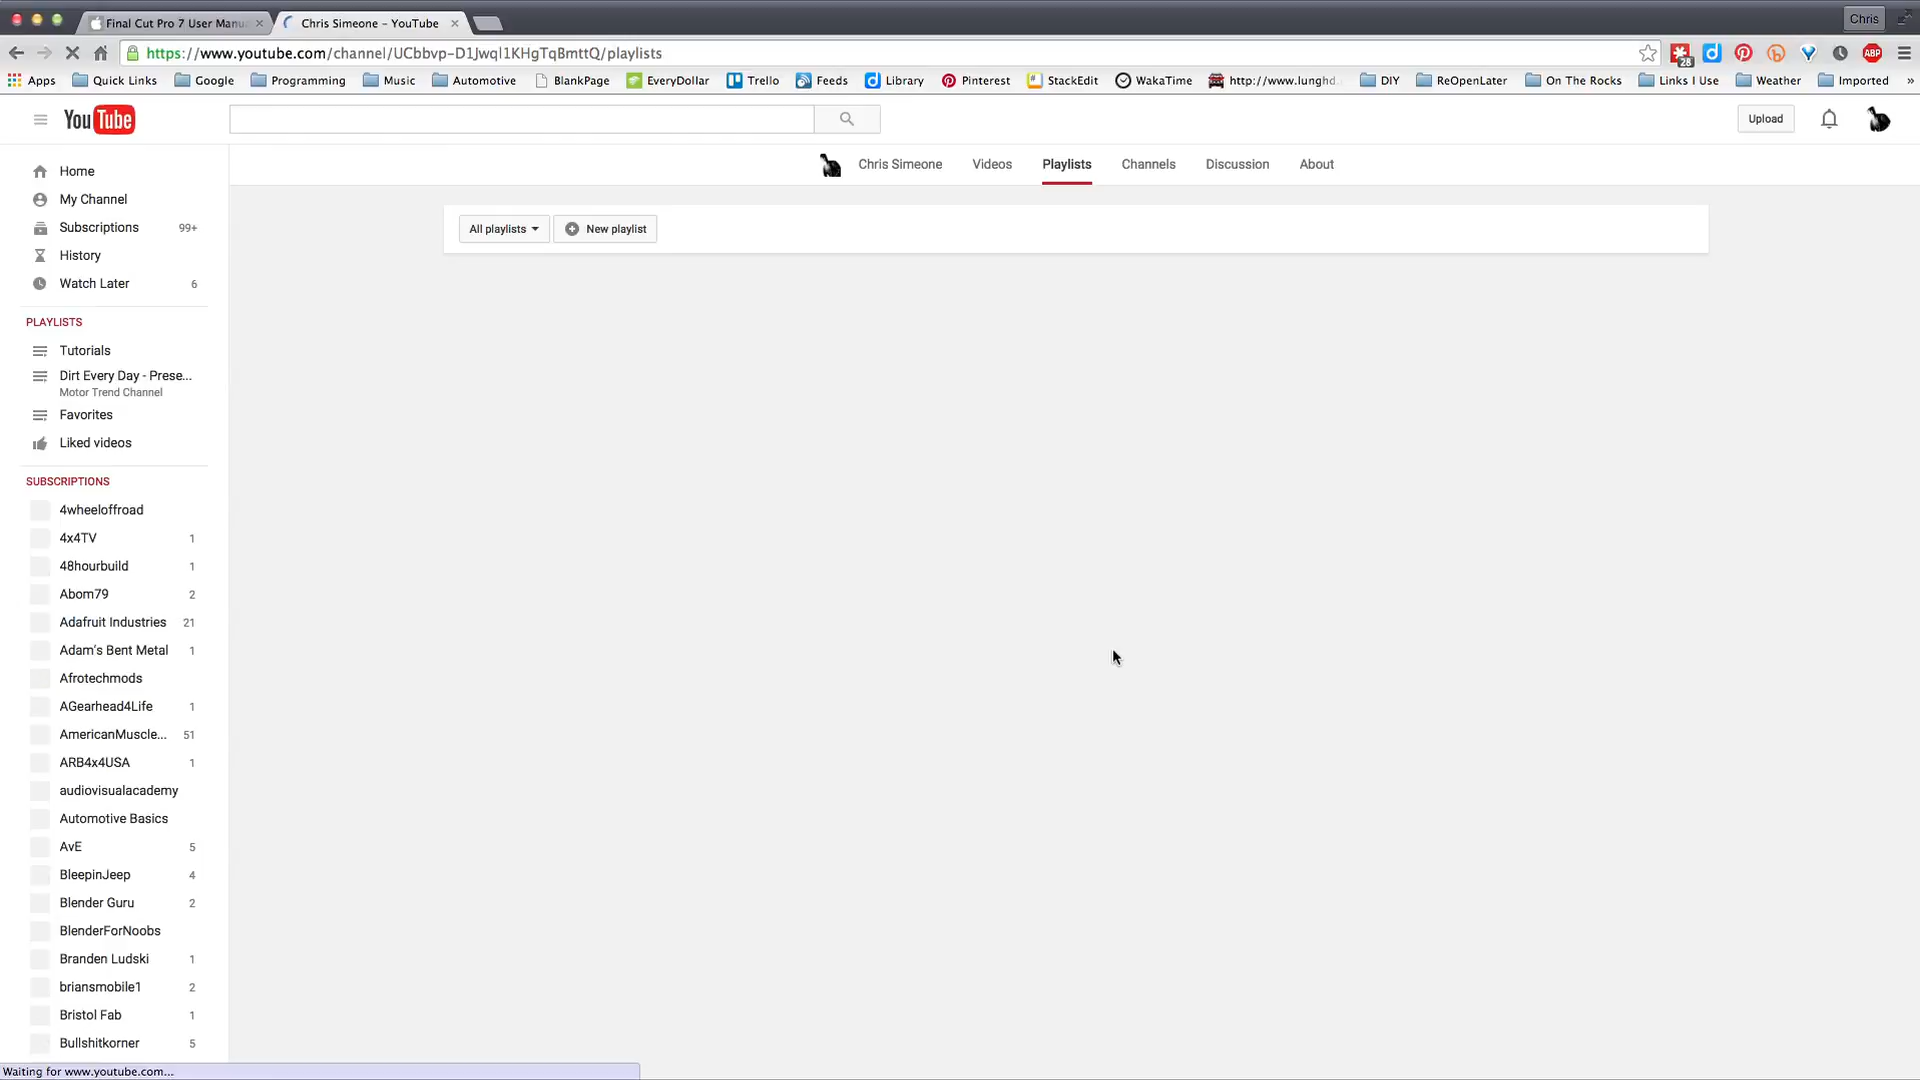 Final Cut Pro 7 User Manu
Chris Simeone – YouTube
Chris
https://www.youtube.com/channel/UCbbvp-D1Jwql1KHgTqBmttQ/playlists
28
ABP
Apps
Quick Links
Google
Programming
Music
Automotive
BlankPage
EveryDollar
Trello
Feeds
Library
Pinterest
StackEdit
WakaTime
http://www.lunghd.
DIY
ReOpenLater
On The Rocks
Links I Use
Weather
Imported
»
YouTube
Upload
Chris Simeone
Videos
Playlists
Channels
Discussion
About
All playlists
New playlist
Home
My Channel
Subscriptions 99+
History
Watch Later 6
PLAYLISTS
Tutorials
Dirt Every Day - Prese...
Motor Trend Channel
Favorites
Liked videos
SUBSCRIPTIONS
4wheeloffroad
4x4TV 1
48hourbuild 1
Abom79 2
Adafruit Industries 21
Adam's Bent Metal 1
Afrotechmods
AGearhead4Life 1
AmericanMuscle... 51
ARB4x4USA 1
audiovisualacademy
Automotive Basics
AvE 5
BleepinJeep 4
Blender Guru 2
BlenderForNoobs
Branden Ludski 1
briansmobile1 2
Bristol Fab 1
Bullshitkorner 5
Waiting for www.youtube.com...